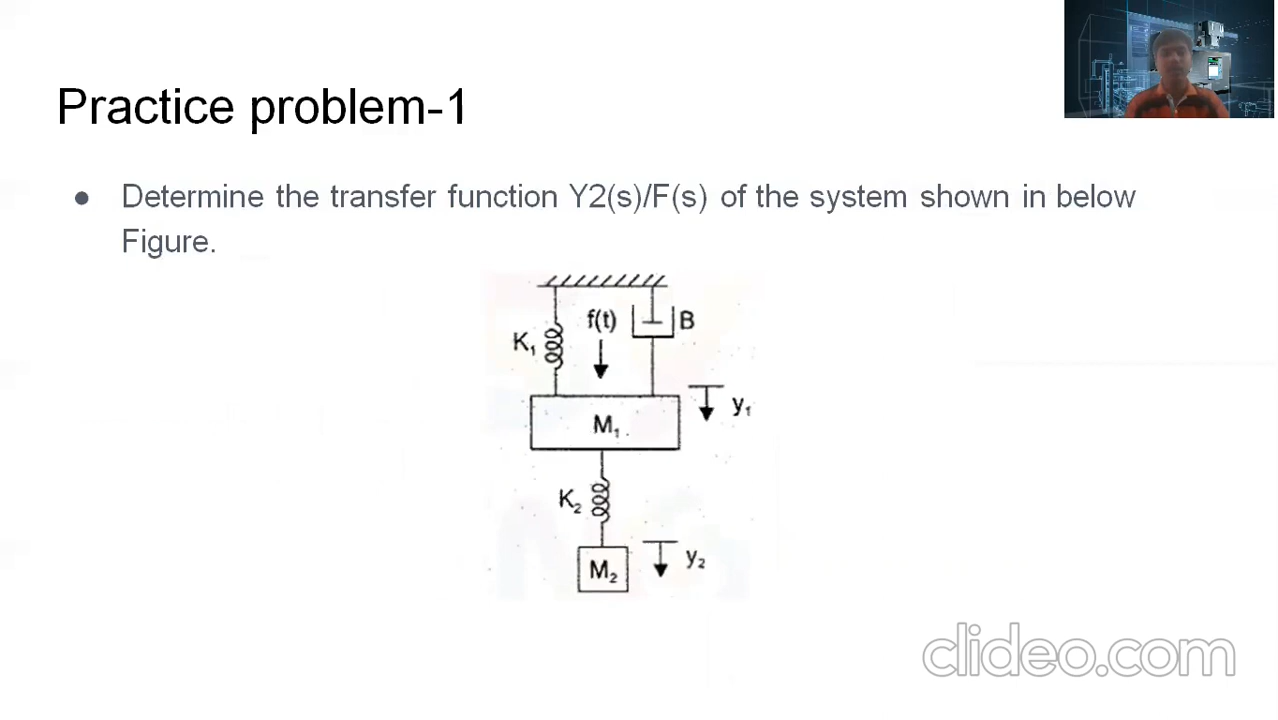 Practice problem-1
● Determine the transfer function Y2(s)/F(s) of the system shown in below
Figure.
f(t)
B
K₁
y₁
M₁
K₂
y₂
M₂
clideo.com